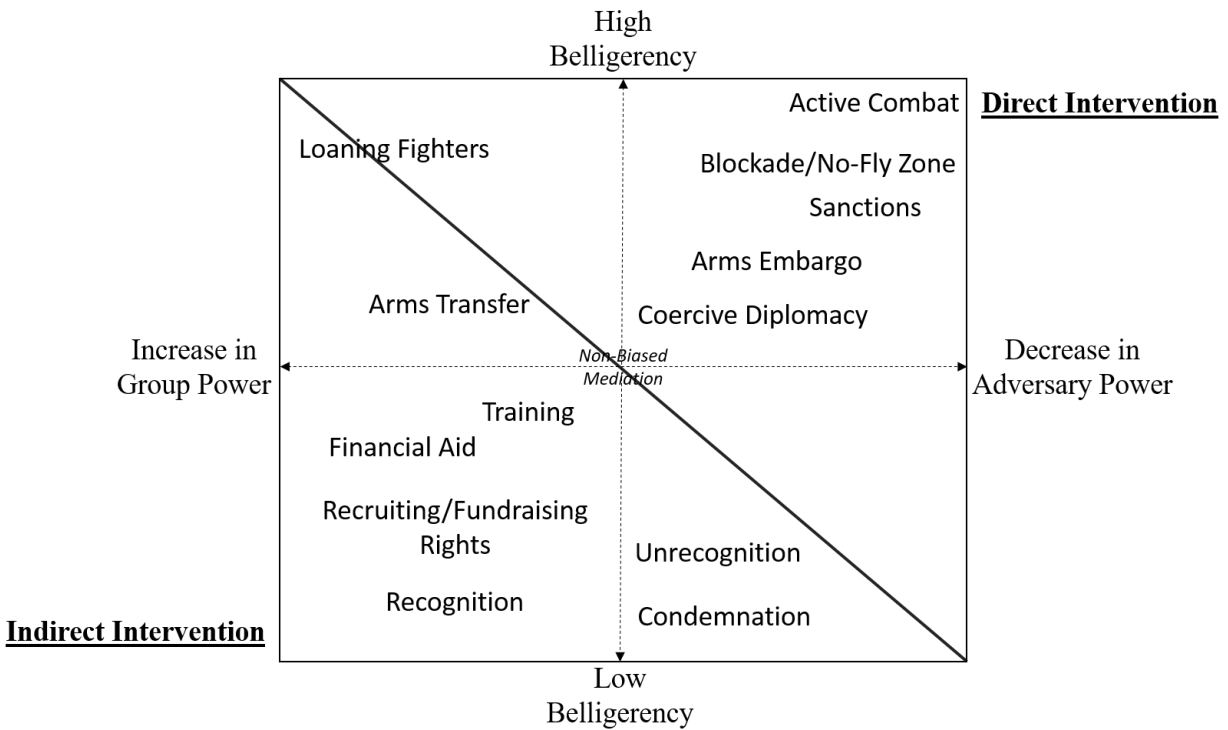 High
Belligerency
Active Combat
Direct Intervention
Loaning Fighters
Blockade/No-Fly Zone
Sanctions
Arms Embargo
Arms Transfer
Coercive Diplomacy
Increase in
Group Power
Non-Biased
Mediation
Decrease in
Adversary Power
Training
Financial Aid
Recruiting/Fundraising
Rights
Unrecognition
Recognition
Condemnation
Indirect Intervention
Low
Belligerency